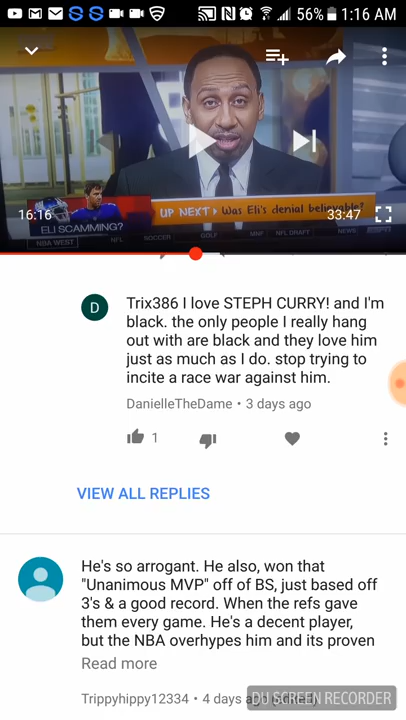 56% 1:16 AM
16:16
33:47
ELI SCAMMING?
UP NEXT Was Eli's denial believable?
NBA WEST NFL SOCCER GOLF MNF NFL DRAFT NEWS
D
Trix386 I love STEPH CURRY! and I'm
black. the only people I really hang
out with are black and they love him
just as much as I do. stop trying to
incite a race war against him.
DanielleTheDame • 3 days ago
1
VIEW ALL REPLIES
He's so arrogant. He also, won that
"Unanimous MVP" off of BS, just based off
3's & a good record. When the refs gave
them every game. He's a decent player,
but the NBA overhypes him and its proven
Read more
Trippyhippy12334 • 4 days ago
DU SCREEN RECORDER